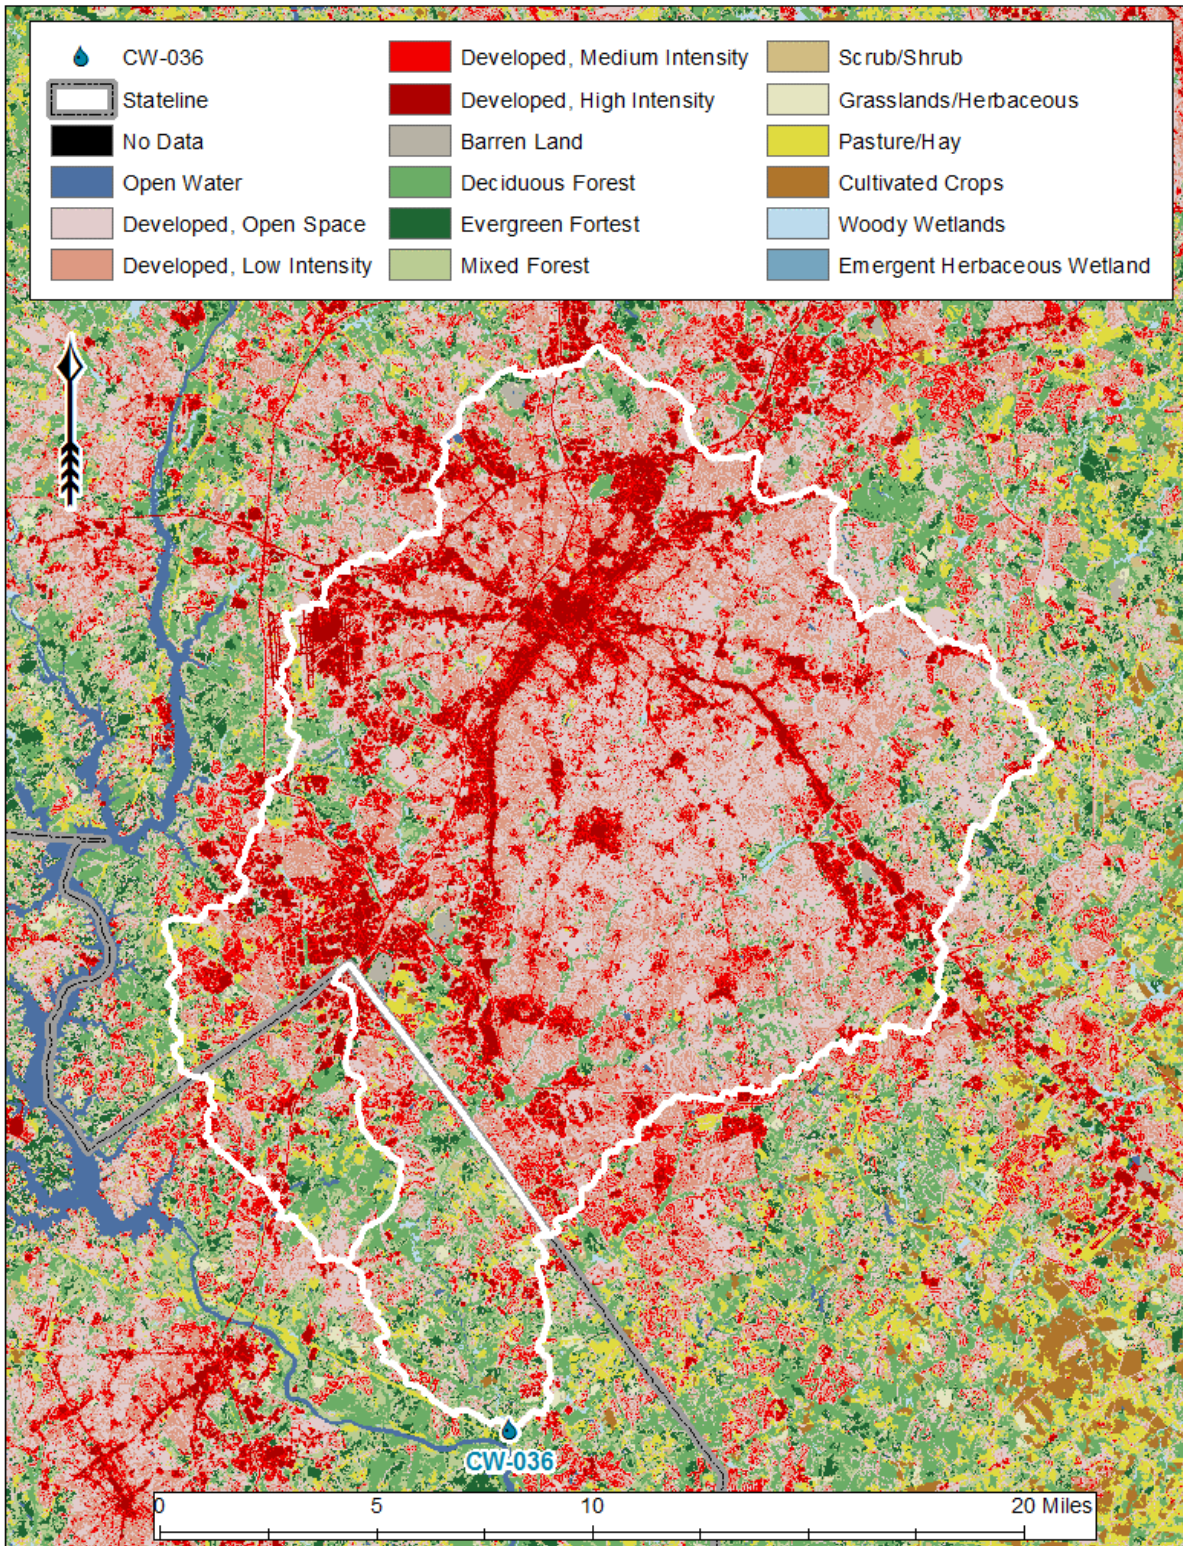 CW-036
Stateline
No Data
Open Water
Developed, Open Space
Developed, Low Intensity
Developed, Medium Intensity
Developed, High Intensity
Barren Land
Deciduous Forest
Evergreen Fortest
Mixed Forest
Scrub/Shrub
Grasslands/Herbaceous
Pasture/Hay
Cultivated Crops
Woody Wetlands
Emergent Herbaceous Wetland
CW-036
0 5 10 20 Miles